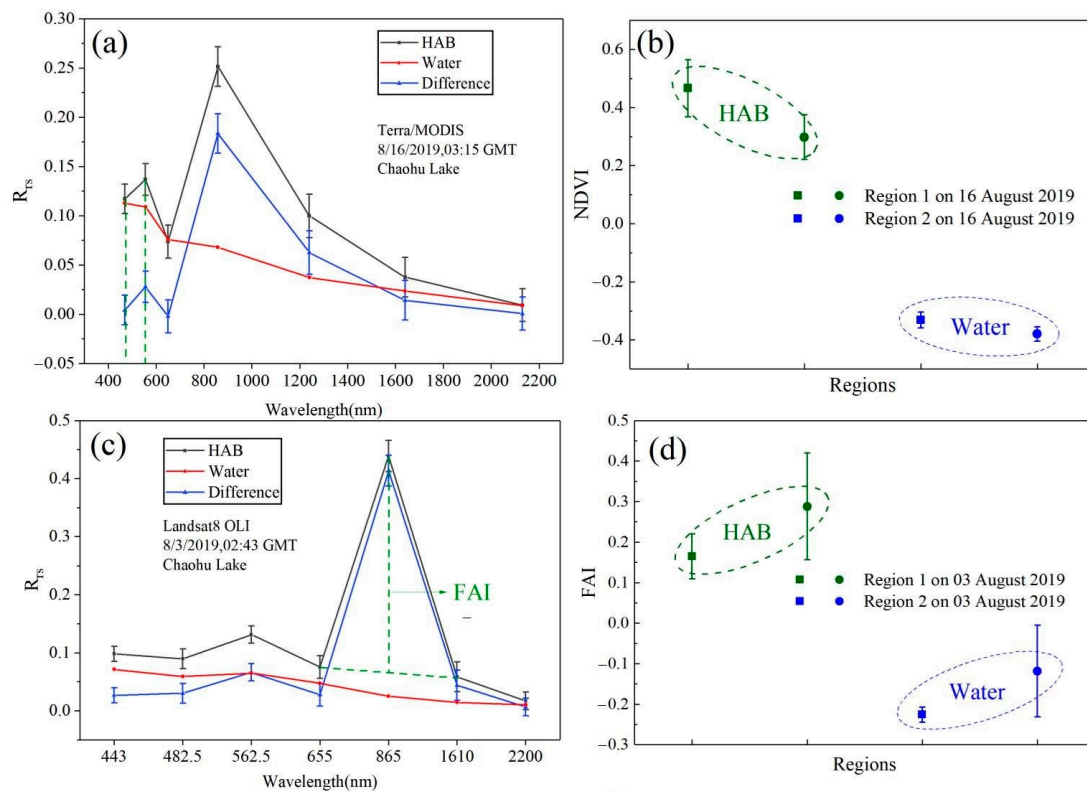 (a)
HAB
Water
Difference
Terra/MODIS
8/16/2019,03:15 GMT
Chaohu Lake
0.30
0.25
0.20
0.15
0.10
0.05
0.00
−0.05
R_rs
400 600 800 1000 1200 1400 1600 1800 2000 2200
Wavelength(nm)
(b)
0.6
0.4
0.2
0.0
−0.2
−0.4
NDVI
HAB
Region 1 on 16 August 2019
Region 2 on 16 August 2019
Water
Regions
(c)
HAB
Water
Difference
Landsat8 OLI
8/3/2019,02:43 GMT
Chaohu Lake
FAI
–
0.5
0.4
0.3
0.2
0.1
0.0
R_rs
443 482.5 562.5 655 865 1610 2200
Wavelength(nm)
(d)
0.5
0.4
0.3
0.2
0.1
0.0
−0.1
−0.2
−0.3
FAI
HAB
Region 1 on 03 August 2019
Region 2 on 03 August 2019
Water
Regions